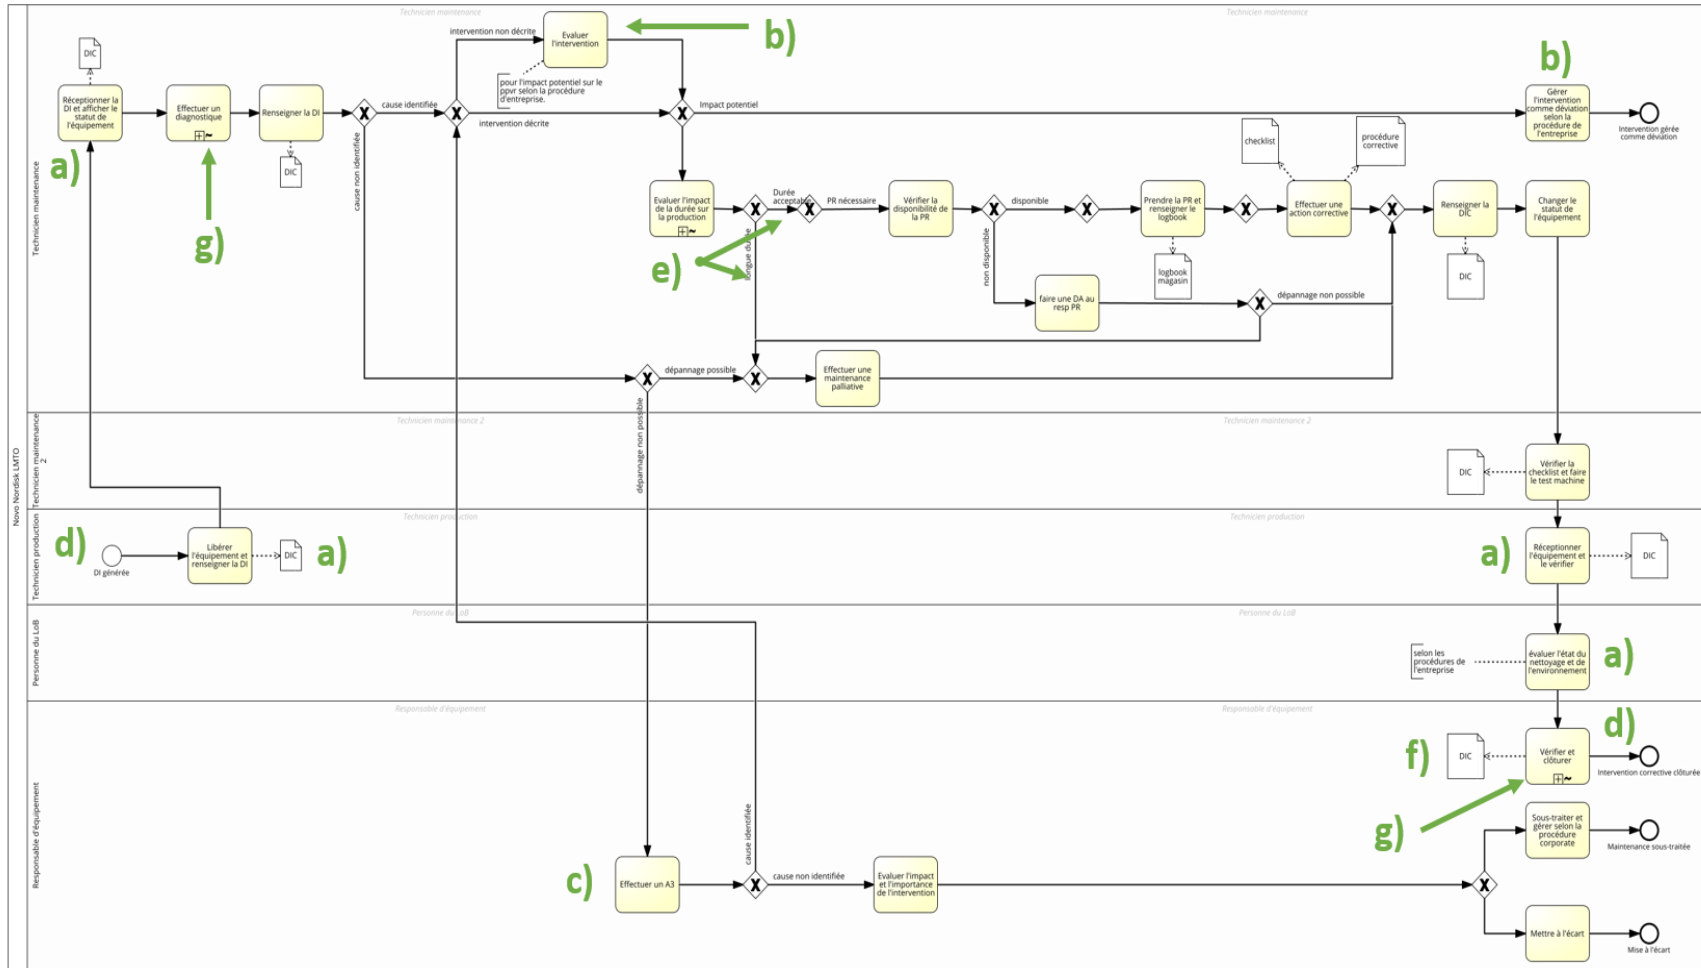 Technicien maintenance
Technicien maintenance
Novo Nordisk LMTO
Technicien maintenance
DIC
Réceptionner la
DI et afficher le
statut de
l'équipement
a)
Effectuer un
diagnostique
g)
Renseigner la DI
DIC
cause identifiée
cause non identifiée
intervention non décrite
Evaluer
l'intervention
b)
pour l'impact potentiel sur le
ppvr selon la procédure
d'entreprise.
intervention décrite
Impact potentiel
b)
Gérer
l'intervention
comme déviation
selon la
procédure de
l'entreprise
Intervention gérée
comme déviation
Evaluer l'impact
de la durée sur la
production
Durée
acceptable
longue durée
e)
PR nécessaire
Vérifier la
disponibilité de
la PR
disponible
non disponible
Prendre la PR et
renseigner le
logbook
logbook
magasin
checklist
procédure
corrective
Effectuer une
action corrective
Renseigner la
DIC
DIC
Changer le
statut de
l'équipement
faire une DA au
resp PR
dépannage non possible
dépannage possible
Effectuer une
maintenance
palliative
dépannage non possible
Technicien maintenance
2
Technicien maintenance 2
Technicien maintenance 2
DIC
Vérifier la
checklist et faire
le test machine
Technicien production
Technicien production
Technicien production
d)
DI générée
Libérer
l'équipement et
renseigner la DI
DIC
a)
a)
Réceptionner
l'équipement et
le vérifier
DIC
Personne du LoB
Personne du LoB
Personne du LoB
selon les
procédures de
l'entreprise
évaluer l'état du
nettoyage et de
l'environnement
a)
Responsable d'équipement
Responsable d'équipement
Responsable d'équipement
d)
f)
DIC
Vérifier et
clôturer
Intervention corrective clôturée
g)
Sous-traiter et
gérer selon la
procédure
corporate
Maintenance sous-traitée
c)
Effectuer un A3
cause identifiée
cause non identifiée
Evaluer l'impact
et l'importance
de l'intervention
Mettre à l'écart
Mise à l'écart